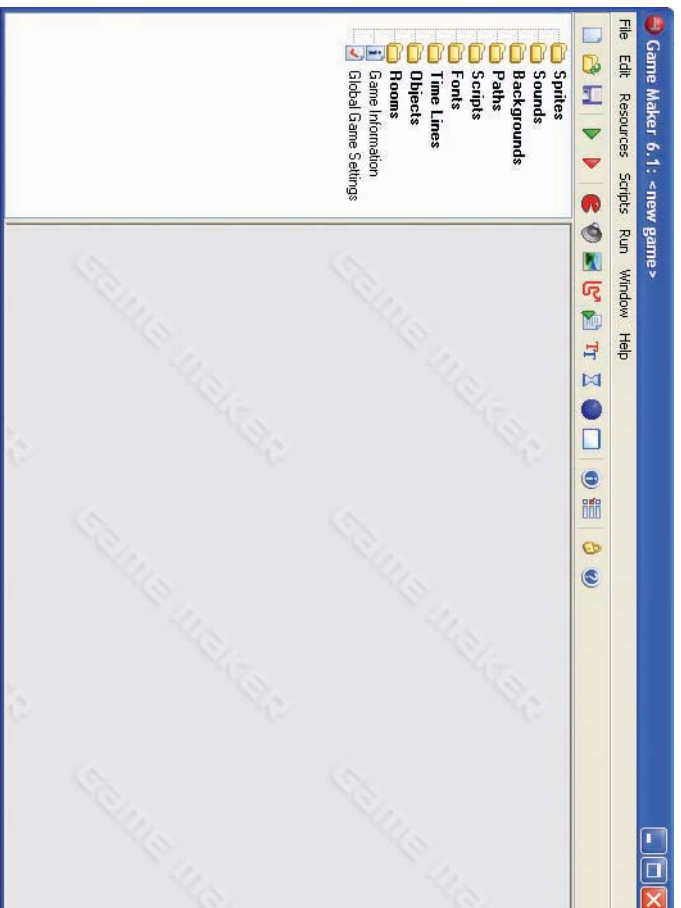 Game Maker 6.1: <new game>
File Edit Resources Scripts Run Window Help
Sprites
Sounds
Backgrounds
Paths
Scripts
Fonts
Time Lines
Objects
Rooms
Game Information
Global Game Settings
GAME MAKER
GAME MAKER
GAME MA
GAME MAKER
GAME MAKER
GAME MA
R
R